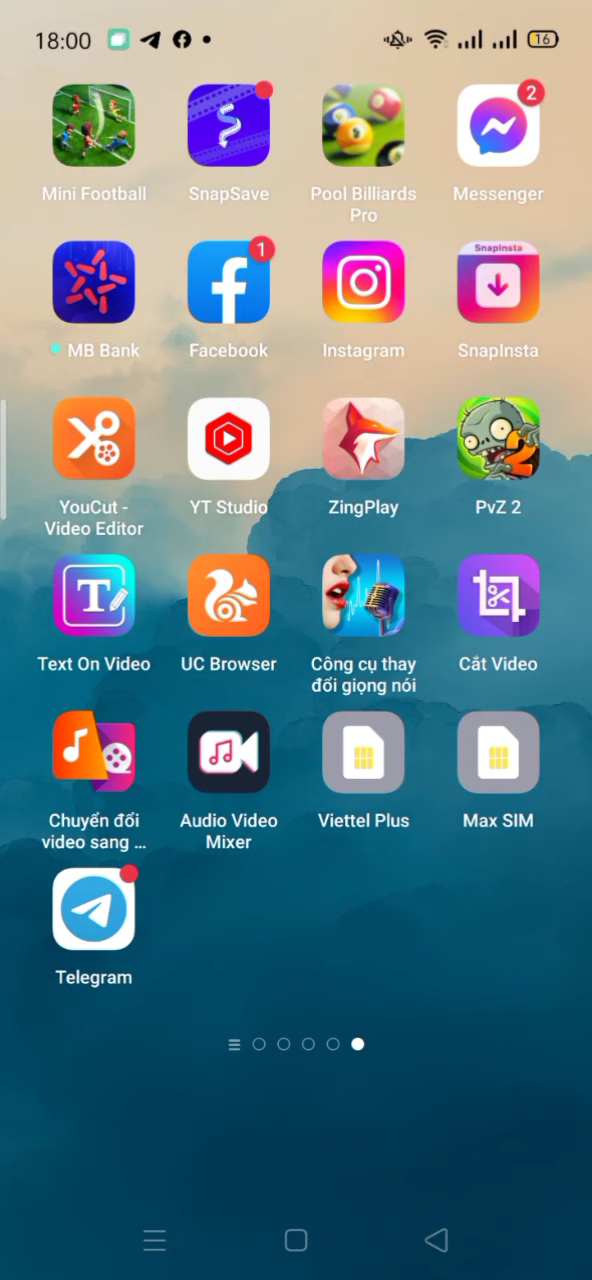 18:00
16
Mini Football
SnapSave
Pool Billiards
Pro
2
Messenger
MB Bank
1
Facebook
Instagram
SnapInsta
SnapInsta
YouCut -
Video Editor
YT Studio
ZingPlay
2
PvZ 2
T
Text On Video
UC Browser
Công cụ thay
đổi giọng nói
Cắt Video
Chuyển đổi
video sang ...
Audio Video
Mixer
Viettel Plus
Max SIM
Telegram